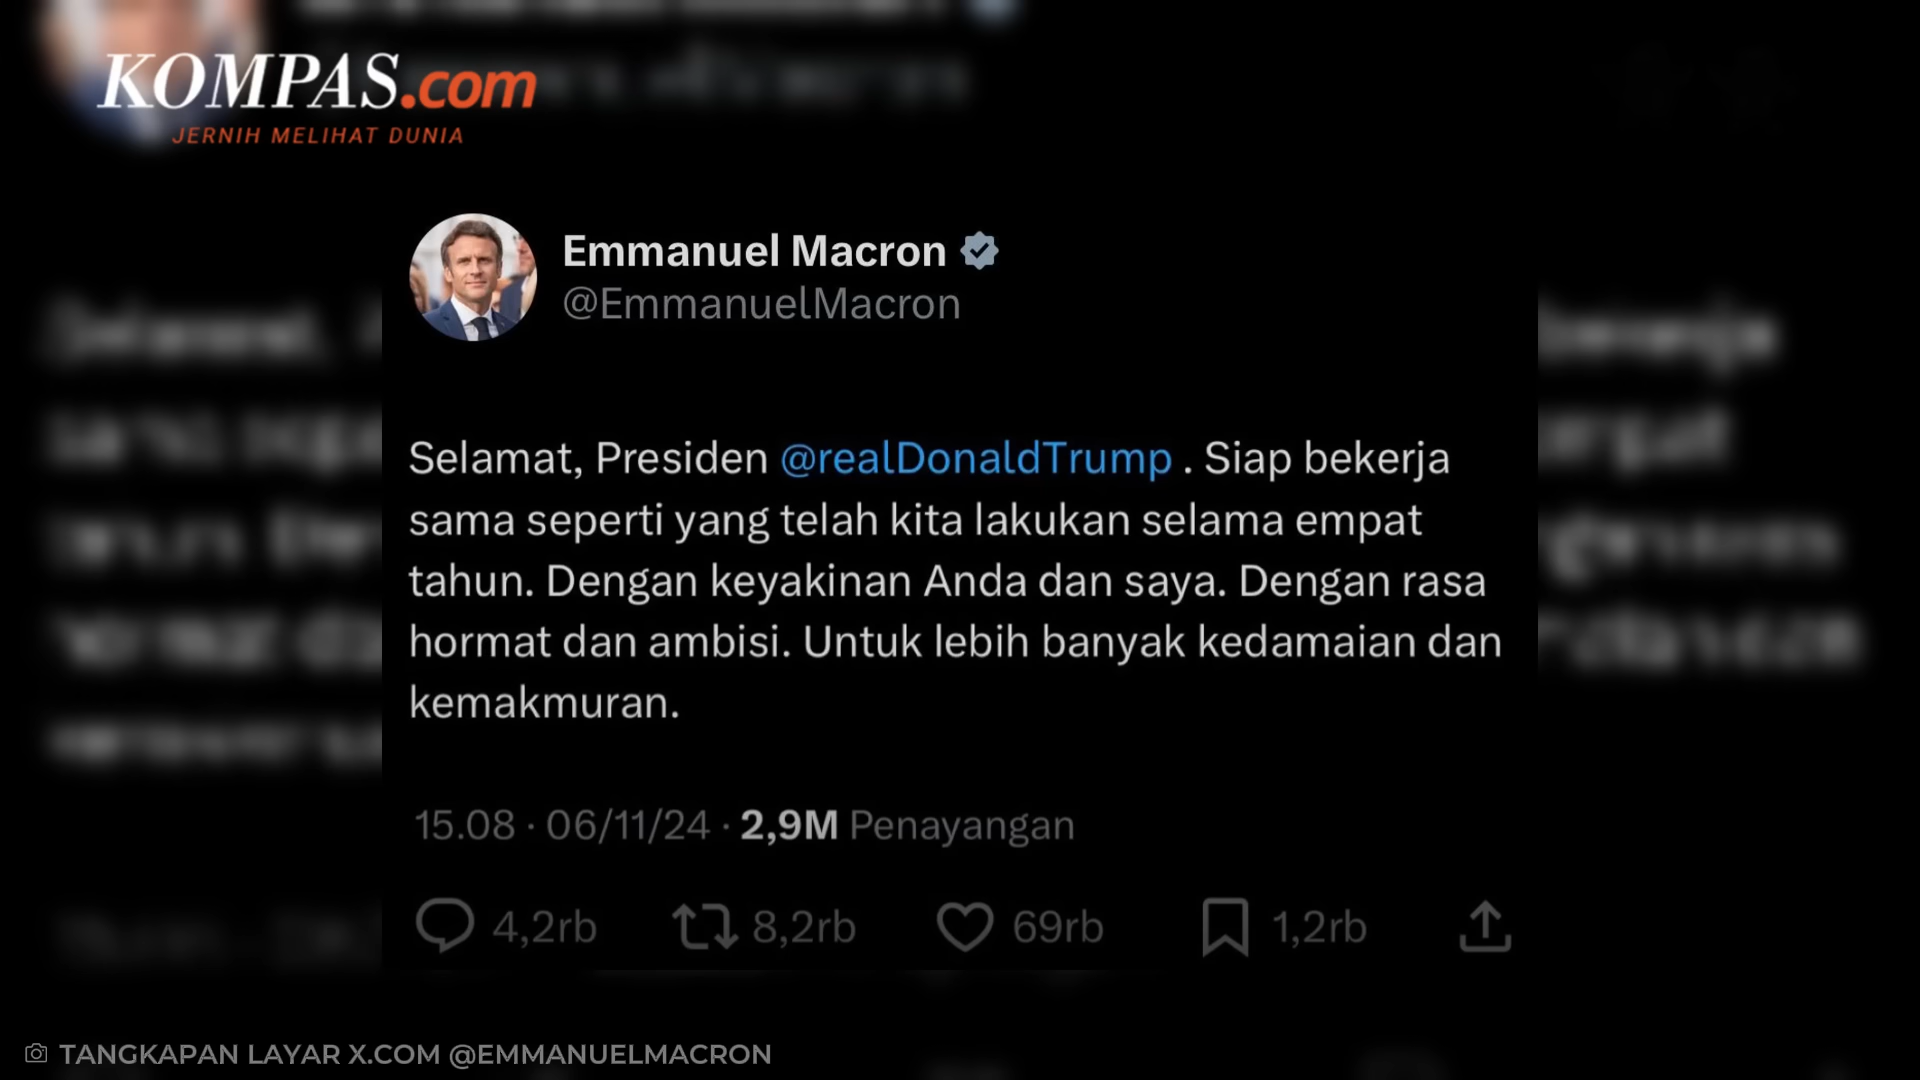 KOMPAS.com
JERNIH MELIHAT DUNIA
Emmanuel Macron
@EmmanuelMacron
Selamat, Presiden @realDonaldTrump . Siap bekerja
sama seperti yang telah kita lakukan selama empat
tahun. Dengan keyakinan Anda dan saya. Dengan rasa
hormat dan ambisi. Untuk lebih banyak kedamaian dan
kemakmuran.
15.08 · 06/11/24 · 2,9M Penayangan
4,2rb 8,2rb 69rb 1,2rb
TANGKAPAN LAYAR X.COM @EMMANUELMACRON